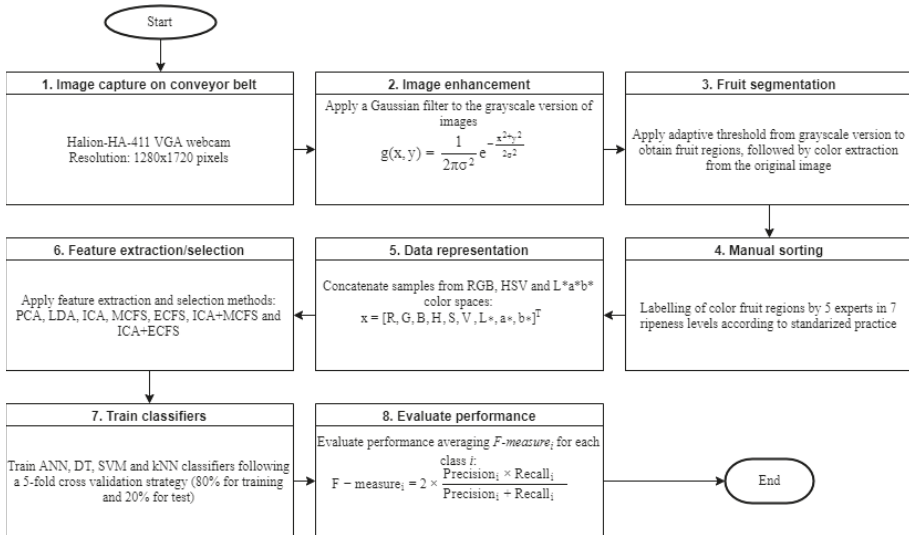 Start
1. Image capture on conveyor belt
Halion-HA-411 VGA webcam
Resolution: 1280x1720 pixels
2. Image enhancement
Apply a Gaussian filter to the grayscale version of
images
g(x, y) = 1/(2πσ²) e^(-(x²+y²)/(2σ²))
3. Fruit segmentation
Apply adaptive threshold from grayscale version to
obtain fruit regions, followed by color extraction
from the original image
4. Manual sorting
Labelling of color fruit regions by 5 experts in 7
ripeness levels according to standarized practice
5. Data representation
Concatenate samples from RGB, HSV and L*a*b*
color spaces:
x = [R, G, B, H, S, V, L*, a*, b*]ᵀ
6. Feature extraction/selection
Apply feature extraction and selection methods:
PCA, LDA, ICA, MCFS, ECFS, ICA+MCFS and
ICA+ECFS
7. Train classifiers
Train ANN, DT, SVM and kNN classifiers following
a 5-fold cross validation strategy (80% for training
and 20% for test)
8. Evaluate performance
Evaluate performance averaging F-measureᵢ for each
class i:
F − measureᵢ = 2 × (Precisionᵢ × Recallᵢ)/(Precisionᵢ + Recallᵢ)
End